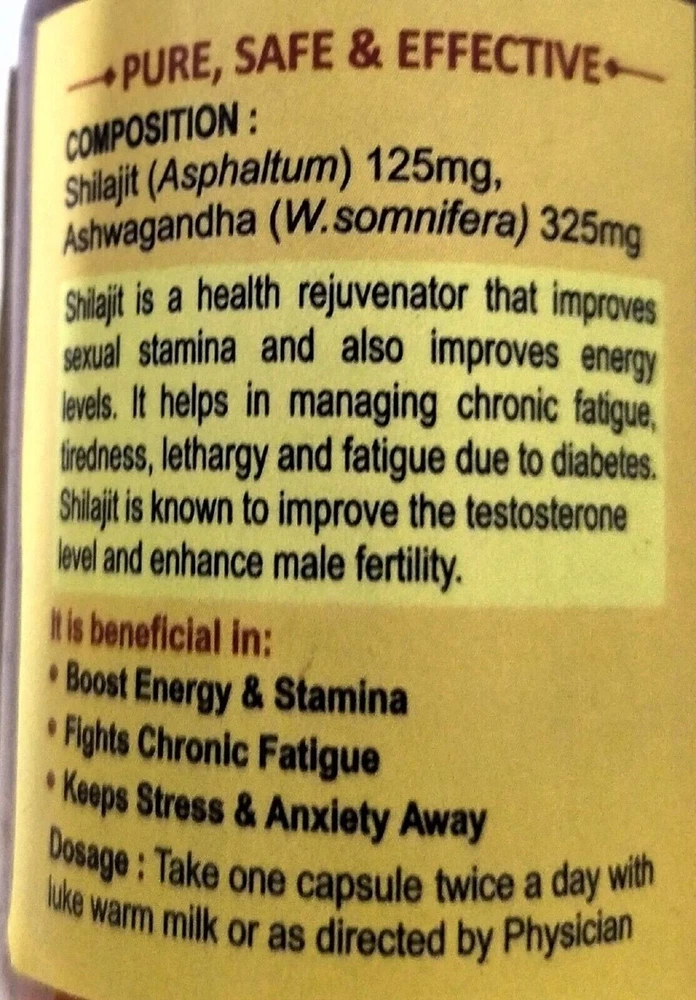 PURE, SAFE & EFFECTIVE
COMPOSITION :
Shilajit (Asphaltum) 125mg,
Ashwagandha (W.somnifera) 325mg
Shilajit is a health rejuvenator that improves
sexual stamina and also improves energy
levels. It helps in managing chronic fatigue,
tiredness, lethargy and fatigue due to diabetes.
Shilajit is known to improve the testosterone
level and enhance male fertility.
It is beneficial in:
• Boost Energy & Stamina
• Fights Chronic Fatigue
• Keeps Stress & Anxiety Away
Dosage : Take one capsule twice a day with
luke warm milk or as directed by Physician